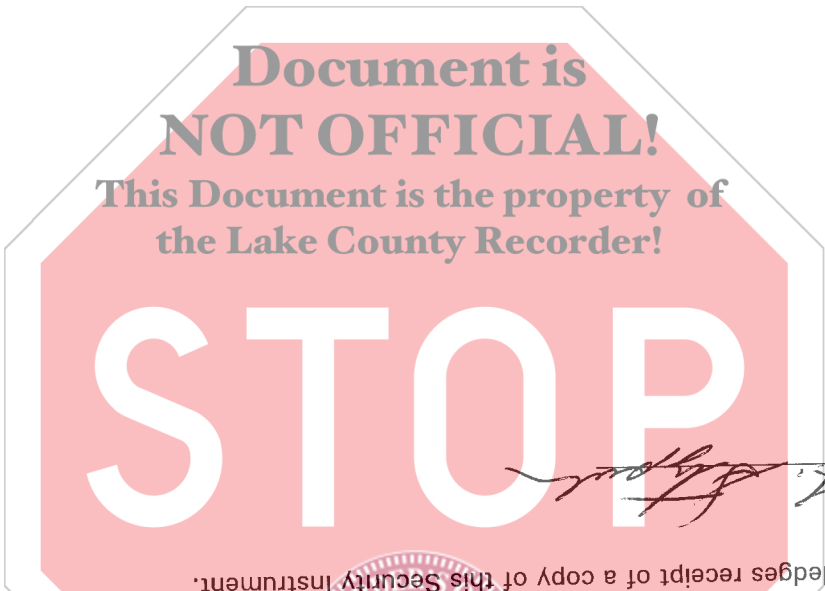 Document is
NOT OFFICIAL!
This Document is the property of
the Lake County Recorder!
STOP
ledges receipt of a copy of this Security Instrument.